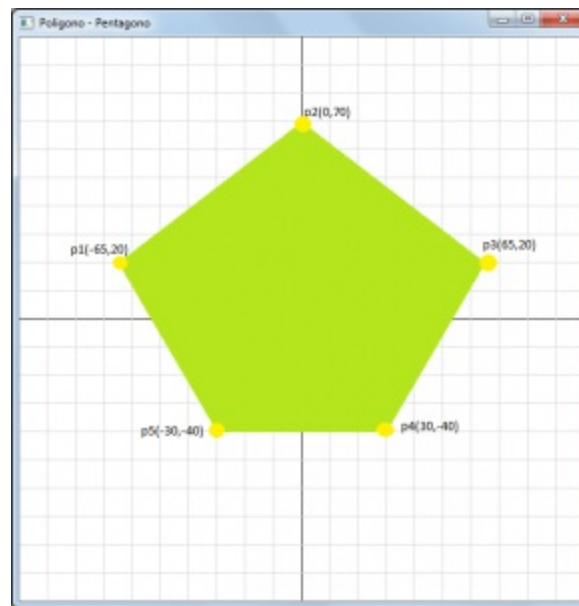 Poligono - Pentagono
p2(0,70)
p1(-65,20)
p3(65,20)
p5(-30,-40)
p4(30,-40)